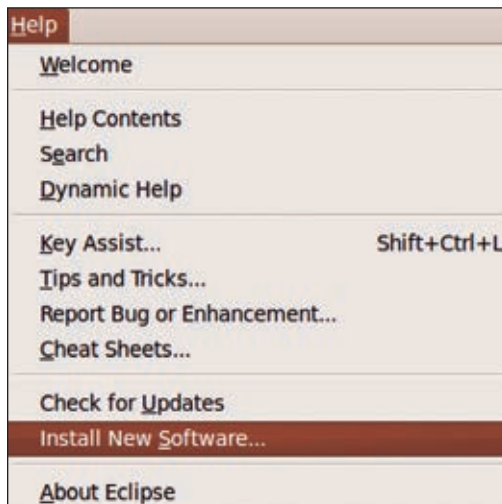 Help
Welcome
Help Contents
Search
Dynamic Help
Key Assist... Shift+Ctrl+L
Tips and Tricks...
Report Bug or Enhancement...
Cheat Sheets...
Check for Updates
Install New Software...
About Eclipse